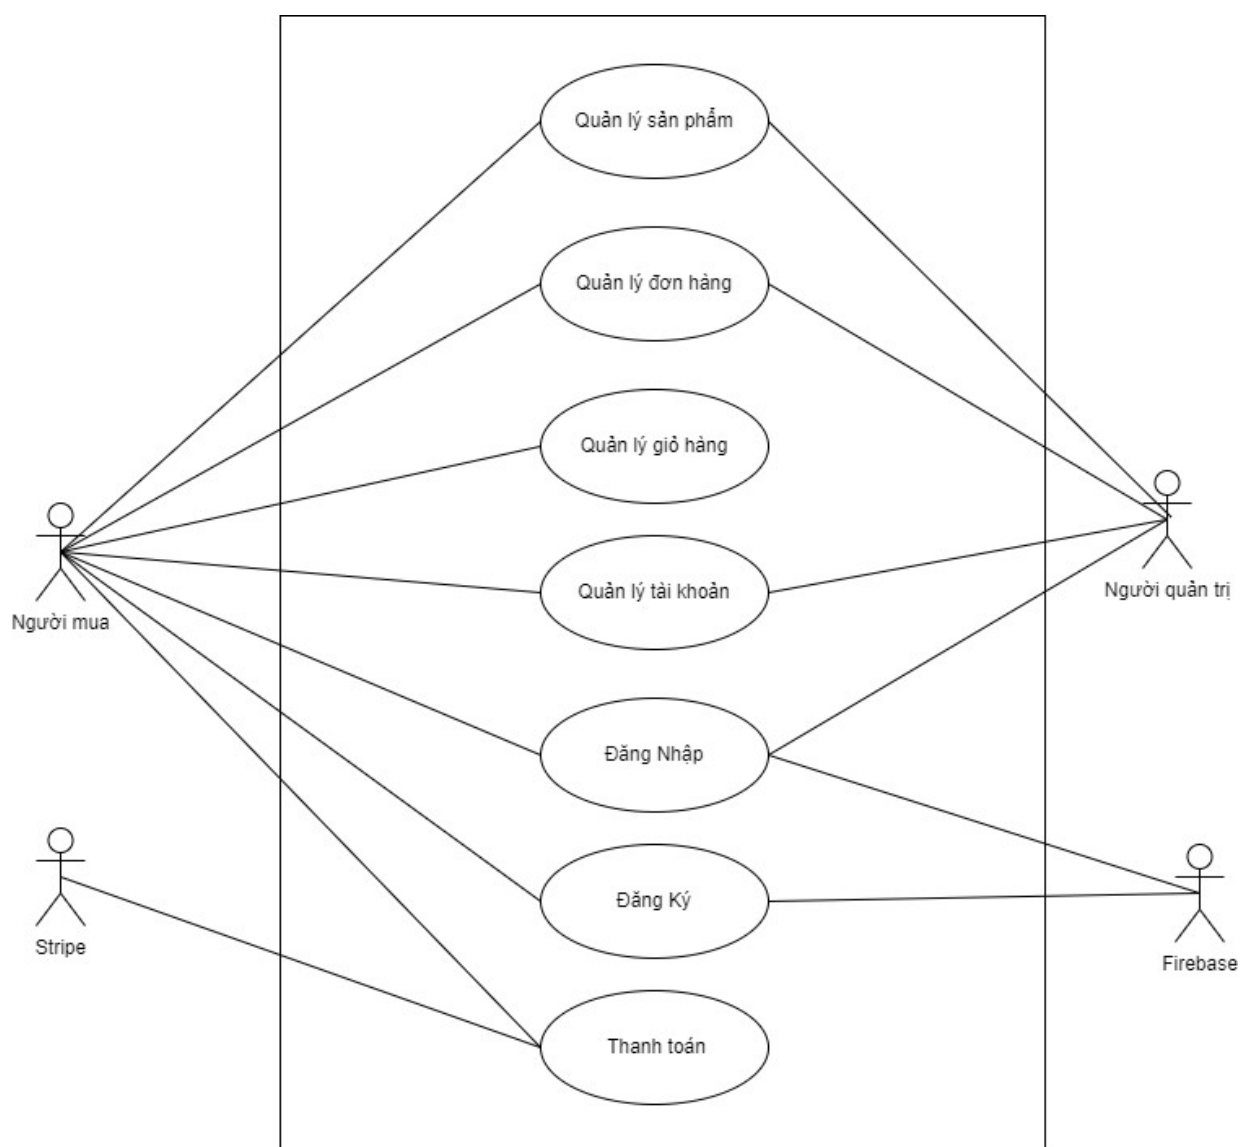 Quản lý sản phẩm
Quản lý đơn hàng
Quản lý giỏ hàng
Người mua
Quản lý tài khoản
Người quản trị
Đăng Nhập
Đăng Ký
Stripe
Firebase
Thanh toán